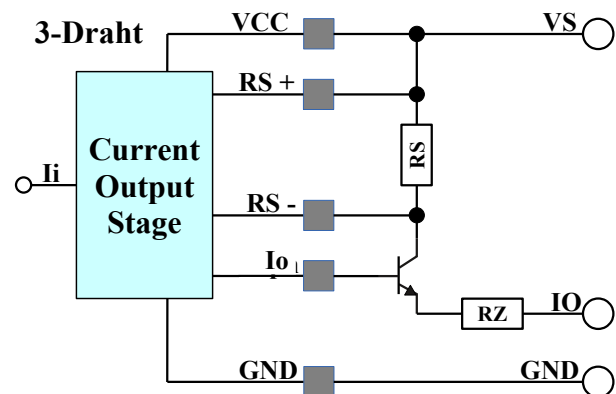 3-Draht
VCC
VS
RS +
RS
Current
Output
Stage
Ii
RS -
Io
RZ
IO
GND
GND